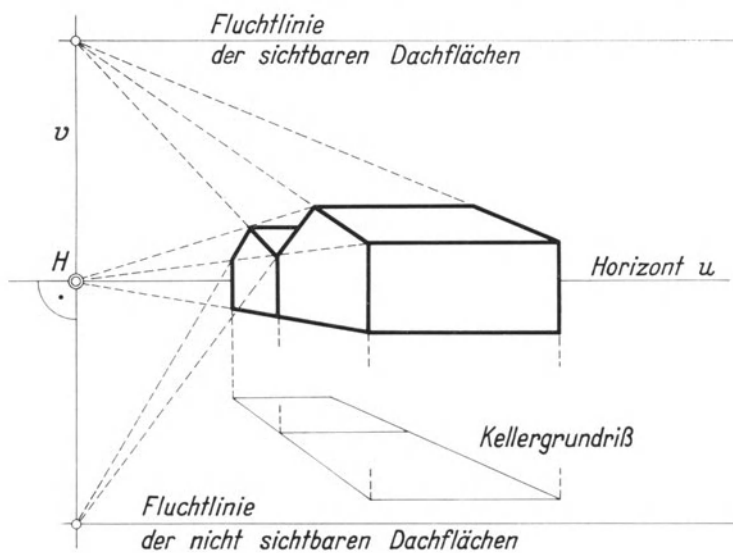 Fluchtlinie
der sichtbaren Dachflächen
v
H
Horizont u
Kellergrundriß
Fluchtlinie
der nicht sichtbaren Dachflächen